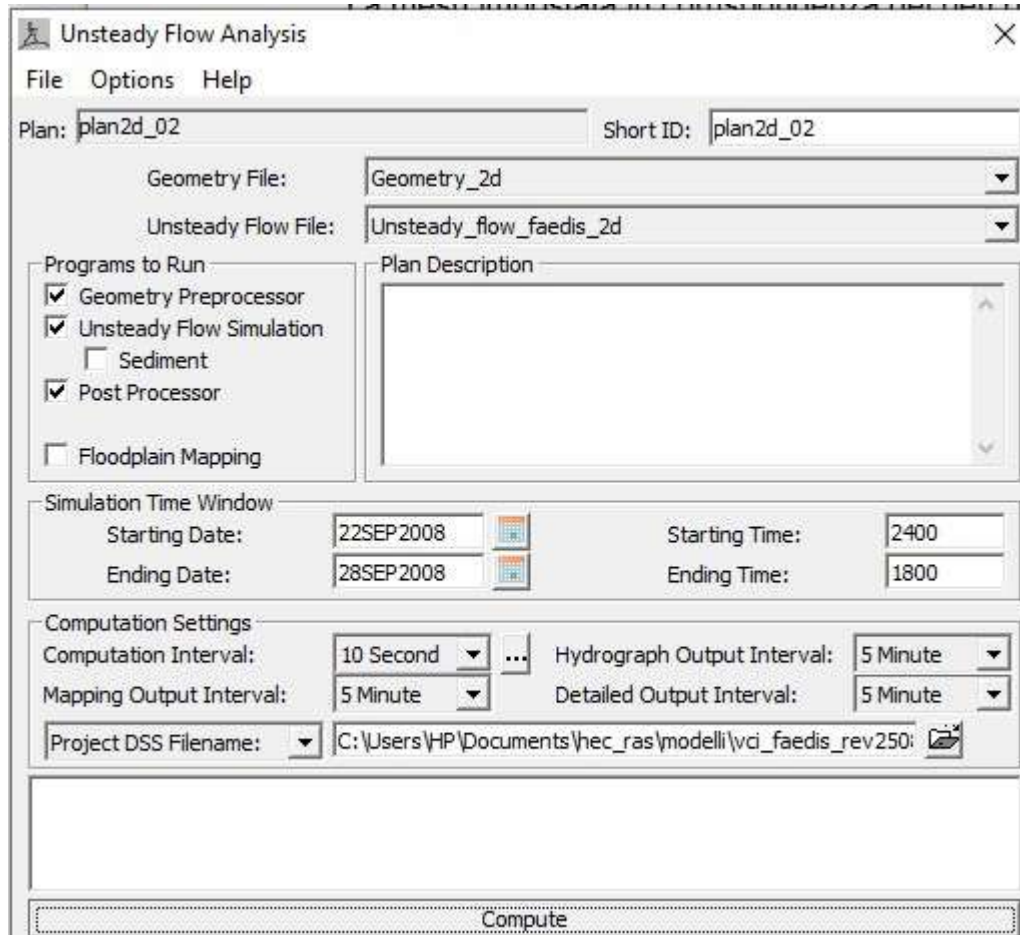 Unsteady Flow Analysis
File Options Help
Plan: plan2d_02 Short ID: plan2d_02
Geometry File: Geometry_2d
Unsteady Flow File: Unsteady_flow_faedis_2d
Programs to Run
Geometry Preprocessor
Unsteady Flow Simulation
Sediment
Post Processor
Floodplain Mapping
Plan Description
Simulation Time Window
Starting Date: 22SEP2008 Starting Time: 2400
Ending Date: 28SEP2008 Ending Time: 1800
Computation Settings
Computation Interval: 10 Second ... Hydrograph Output Interval: 5 Minute
Mapping Output Interval: 5 Minute Detailed Output Interval: 5 Minute
Project DSS Filename: C:\Users\HP\Documents\hec_ras\modelli\vci_faedis_rev250
Compute